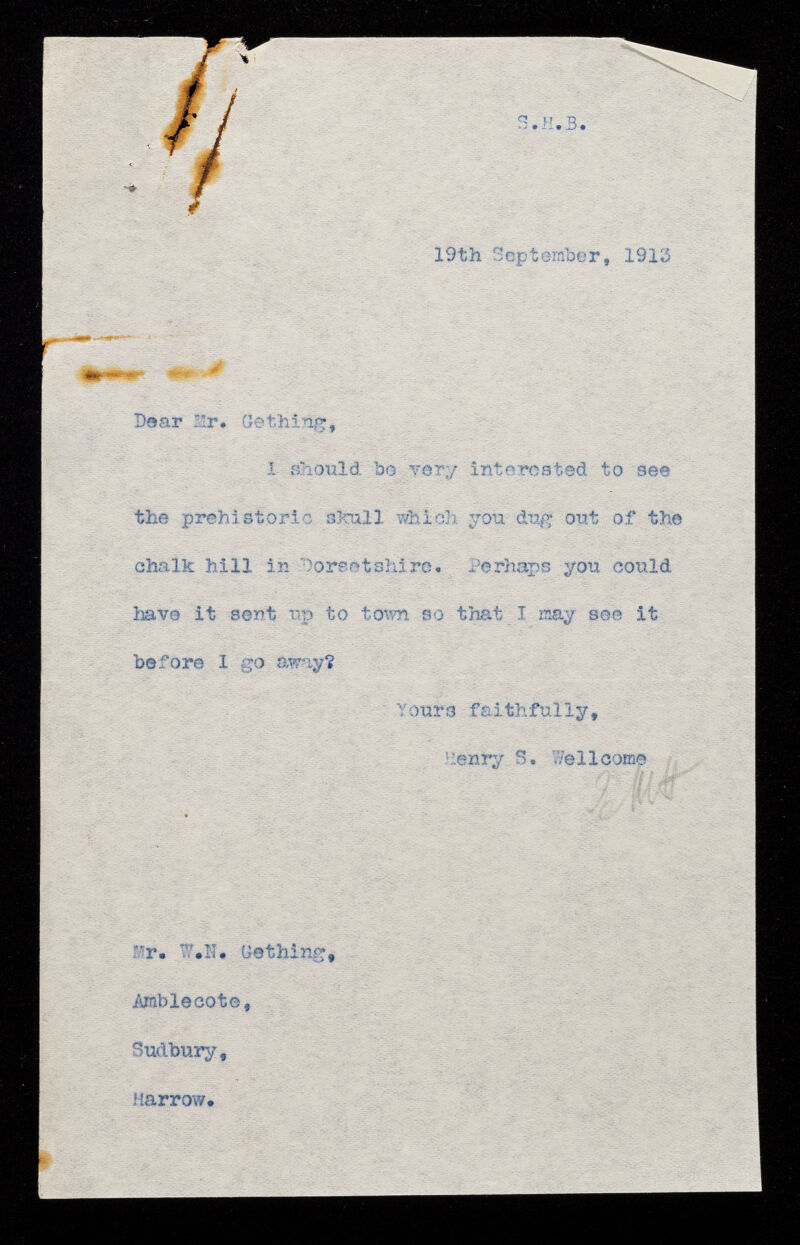 S.H.B.
19th September, 1913
Dear Mr. Gething,
I should be very interested to see
the prehistoric skull which you dug out of the
chalk hill in Dorsetshire. Perhaps you could
have it sent up to town so that I may see it
before I go away?
Yours faithfully,
Henry S. Wellcome
Mr. W.N. Gething,
Amblecote,
Sudbury,
Harrow.